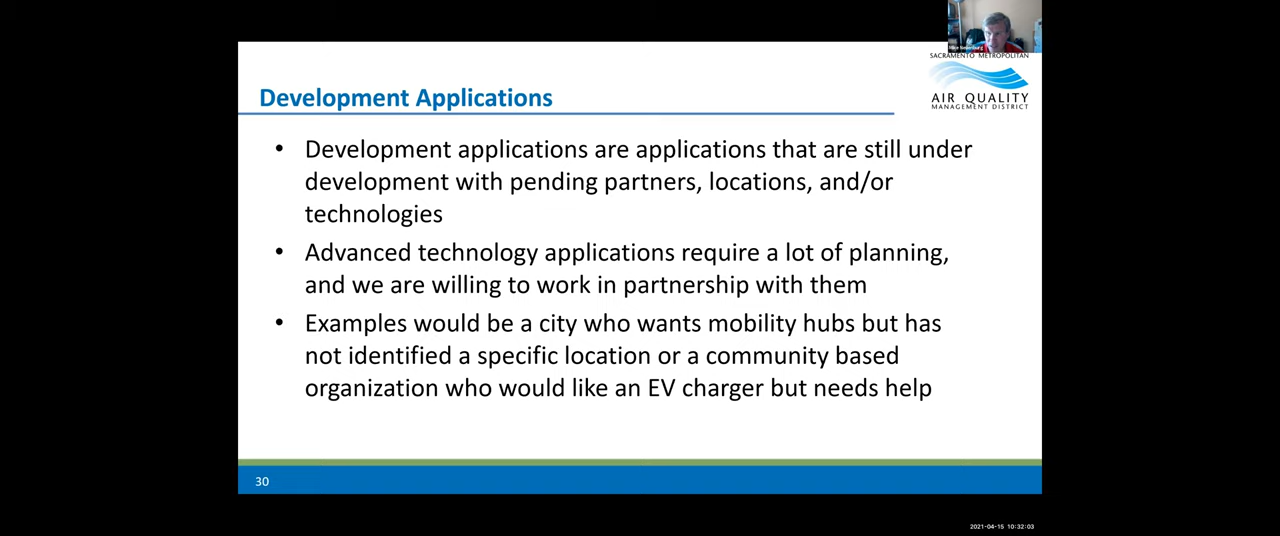 Mike
SACRAMENTO METROPOLITAN
AIR QUALITY
MANAGEMENT DISTRICT
Development Applications
• Development applications are applications that are still under
development with pending partners, locations, and/or
technologies
• Advanced technology applications require a lot of planning,
and we are willing to work in partnership with them
• Examples would be a city who wants mobility hubs but has
not identified a specific location or a community based
organization who would like an EV charger but needs help
30
2021-04-15 10:32:03